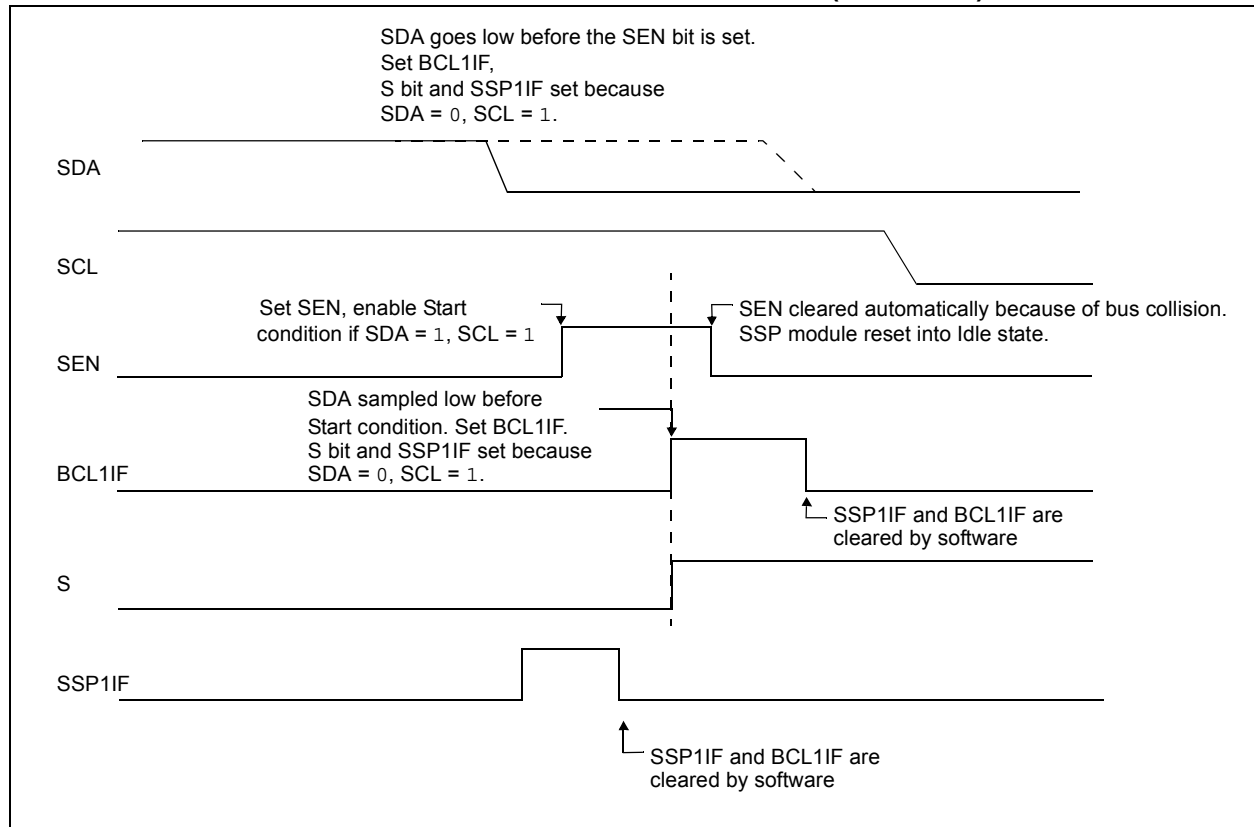 SDA goes low before the SEN bit is set.
Set BCL1IF,
S bit and SSP1IF set because
SDA = 0, SCL = 1.
SDA
SCL
Set SEN, enable Start
condition if SDA = 1, SCL = 1
SEN cleared automatically because of bus collision.
SSP module reset into Idle state.
SEN
SDA sampled low before
Start condition. Set BCL1IF.
S bit and SSP1IF set because
SDA = 0, SCL = 1.
BCL1IF
SSP1IF and BCL1IF are
cleared by software
S
SSP1IF
SSP1IF and BCL1IF are
cleared by software